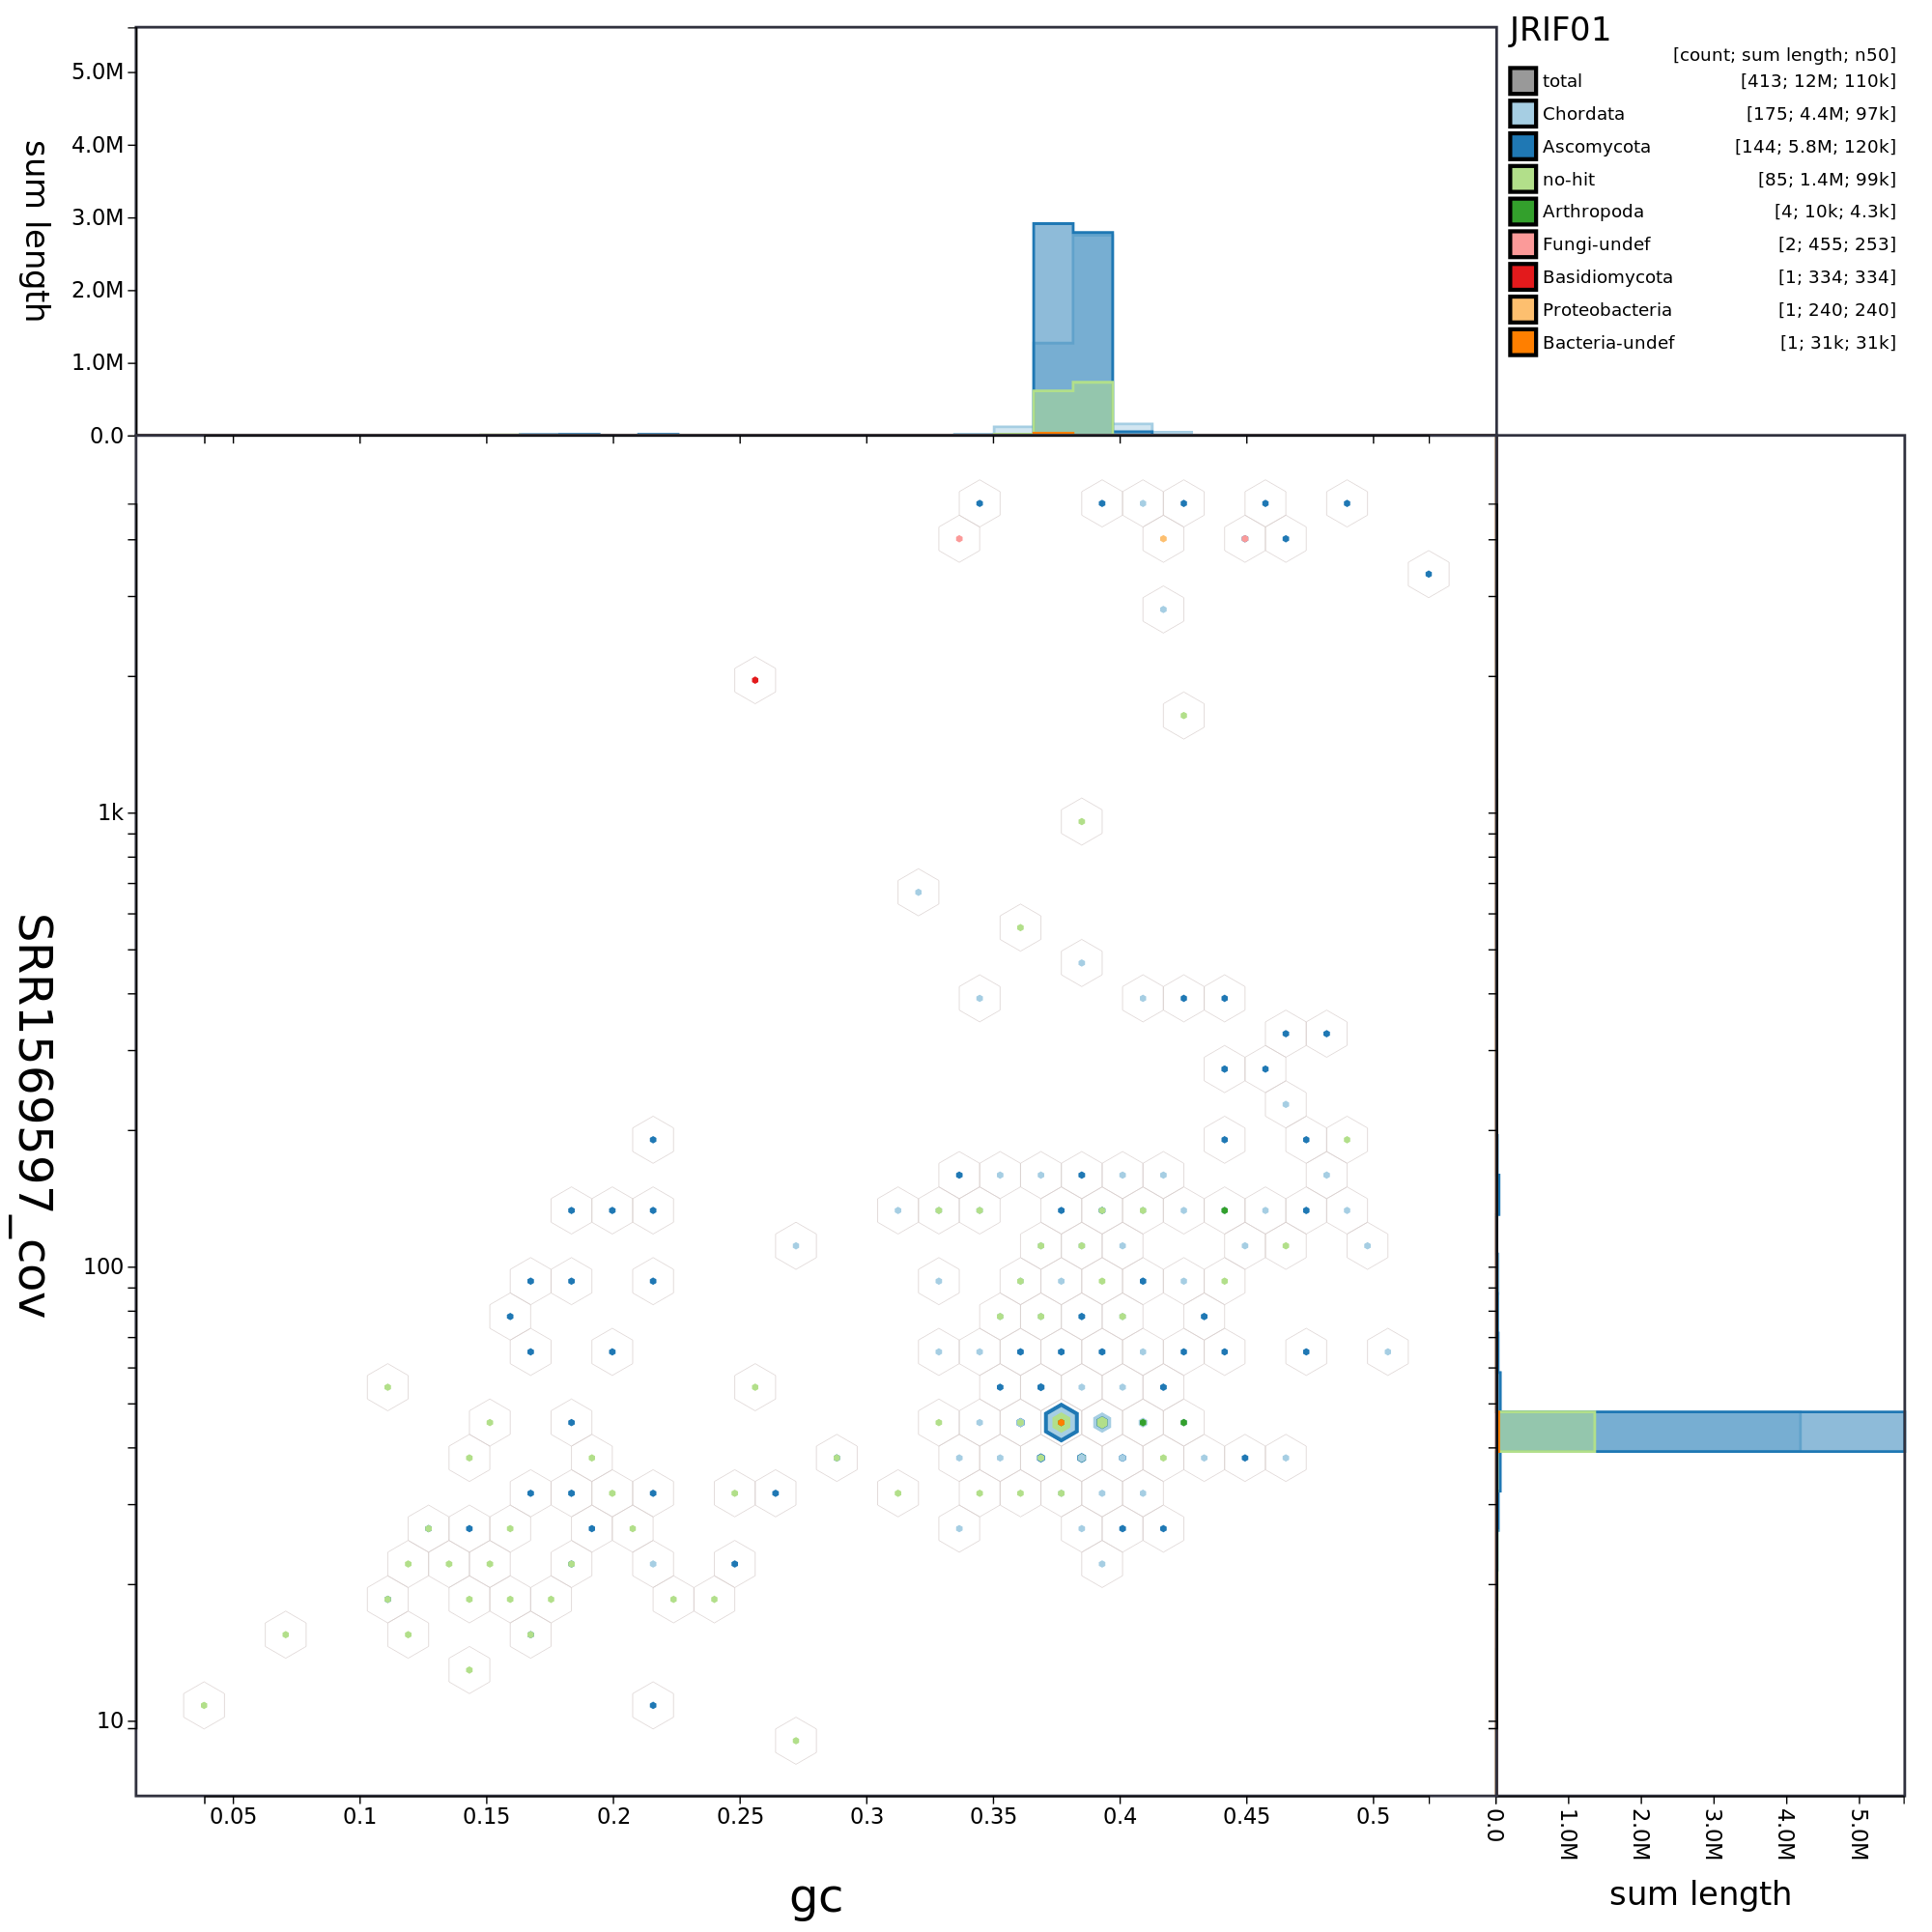 JRIF01
[count; sum length; n50]
total [413; 12M; 110k]
Chordata [175; 4.4M; 97k]
Ascomycota [144; 5.8M; 120k]
no-hit [85; 1.4M; 99k]
Arthropoda [4; 10k; 4.3k]
Fungi-undef [2; 455; 253]
Basidiomycota [1; 334; 334]
Proteobacteria [1; 240; 240]
Bacteria-undef [1; 31k; 31k]
sum length
5.0M
4.0M
3.0M
2.0M
1.0M
0.0
SRR1569597_cov
1k
100
10
0.05 0.1 0.15 0.2 0.25 0.3 0.35 0.4 0.45 0.5
gc
0.0 1.0M 2.0M 3.0M 4.0M 5.0M
sum length